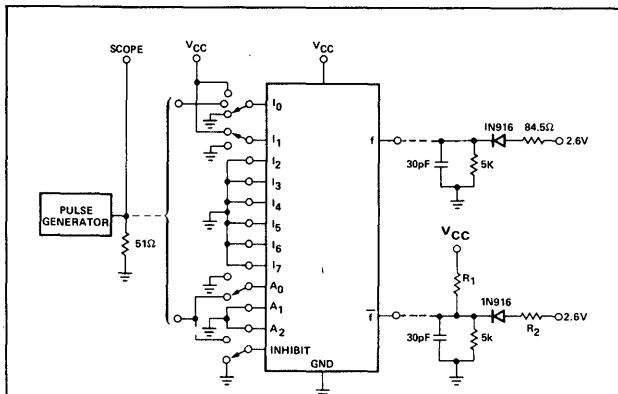 SCOPE
VCC
VCC
I0
I1
I2
I3
I4
I5
I6
I7
A0
A1
A2
INHIBIT
GND
PULSE
GENERATOR
51Ω
f
1N916
84.5Ω
2.6V
30pF
5K
VCC
R1
f̅
1N916
R2
2.6V
30pF
5k